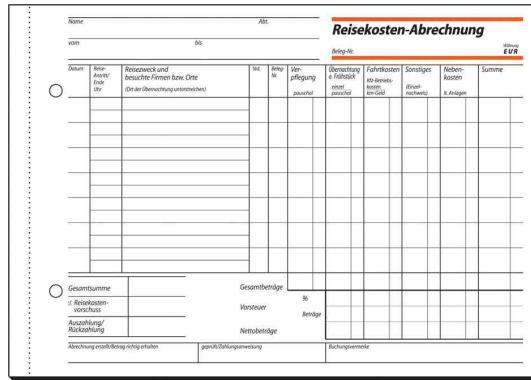 Name Abt.
Reisekosten-Abrechnung
vom bis
Beleg-Nr.
Währung
EUR
Datum Reise- Reisezweck und Std. Beleg Ver- Übernachtung Fahrtkosten Sonstiges Neben- Summe
Antritt/ besuchte Firmen bzw. Orte Nr. pflegung o. Frühstück kosten
Ende Kfz-Betriebs-
Uhr (Ort der Übernachtung unterstreichen) einzel kosten (Einzel-
pauschal pauschal km-Geld nachweis) lt. Anlagen
Gesamtsumme Gesamtbeträge
./. Reisekosten-
vorschuss
Vorsteuer %
Beträge
Auszahlung/
Rückzahlung
Nettobeträge
Abrechnung erstellt/Betrag richtig erhalten geprüft/Zahlungsanweisung Buchungsvermerke